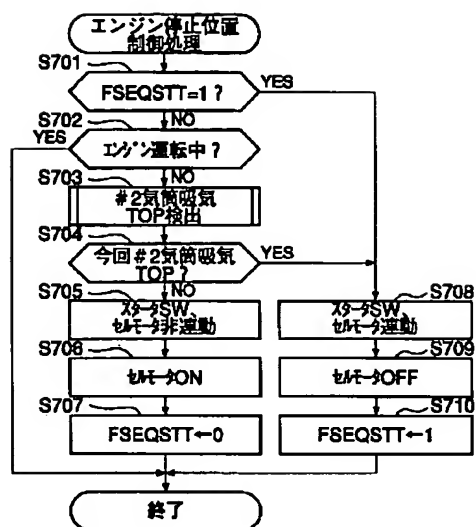 エンジン停止位置
制御処理
S701
FSEQSTT=1?
YES
NO
S702
YES
エンジン運転中?
NO
S703
#2気筒吸気
TOP検出
S704
今回#2気筒吸気
TOP?
YES
NO
S705
スタータSW、
セルモータ非連動
S708
スタータSW、
セルモータ連動
S706
セルモータON
S709
セルモータOFF
S707
FSEQSTT←0
S710
FSEQSTT←1
終了